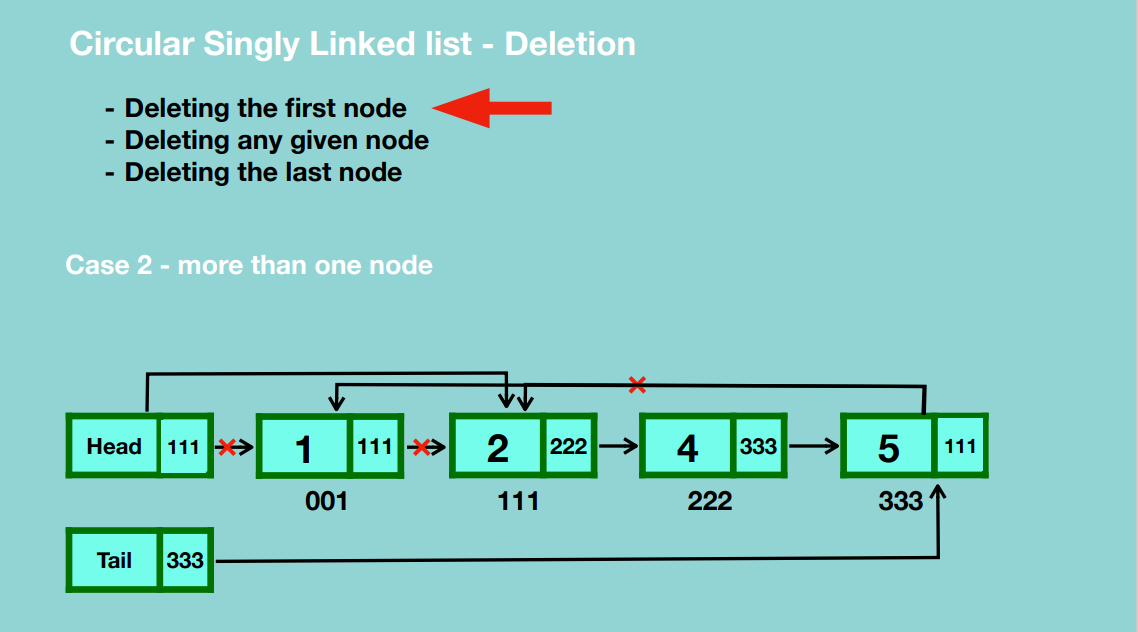 Circular Singly Linked list - Deletion
- Deleting the first node
- Deleting any given node
- Deleting the last node
Case 2 - more than one node
Head 111 1 111 2 222 4 333 5 111
001 111 222 333
Tail 333